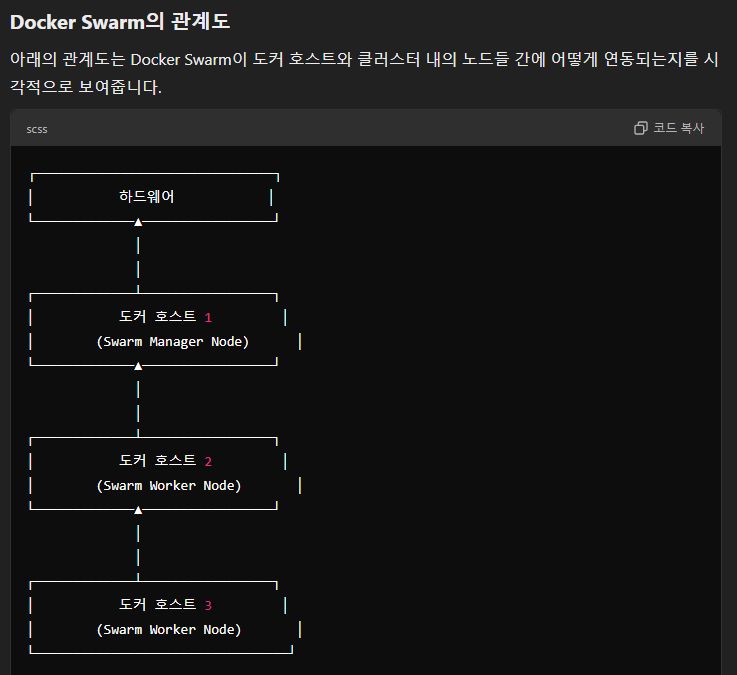 Docker Swarm의 관계도
아래의 관계도는 Docker Swarm이 도커 호스트와 클러스터 내의 노드들 간에 어떻게 연동되는지를 시
각적으로 보여줍니다.
scss
코드 복사
하드웨어
도커 호스트 1
(Swarm Manager Node)
도커 호스트 2
(Swarm Worker Node)
도커 호스트 3
(Swarm Worker Node)